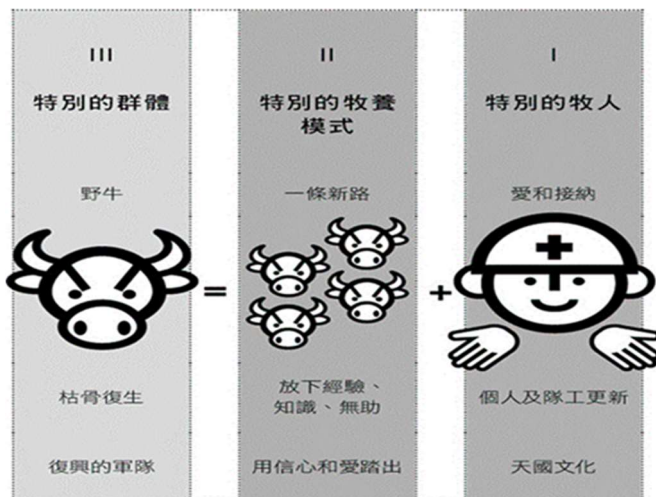 III
特別的群體
野牛
枯骨復生
復興的軍隊
=
II
特別的牧養
模式
一條新路
放下經驗、
知識、無助
用信心和愛踏出
+
I
特別的牧人
愛和接納
個人及隊工更新
天國文化